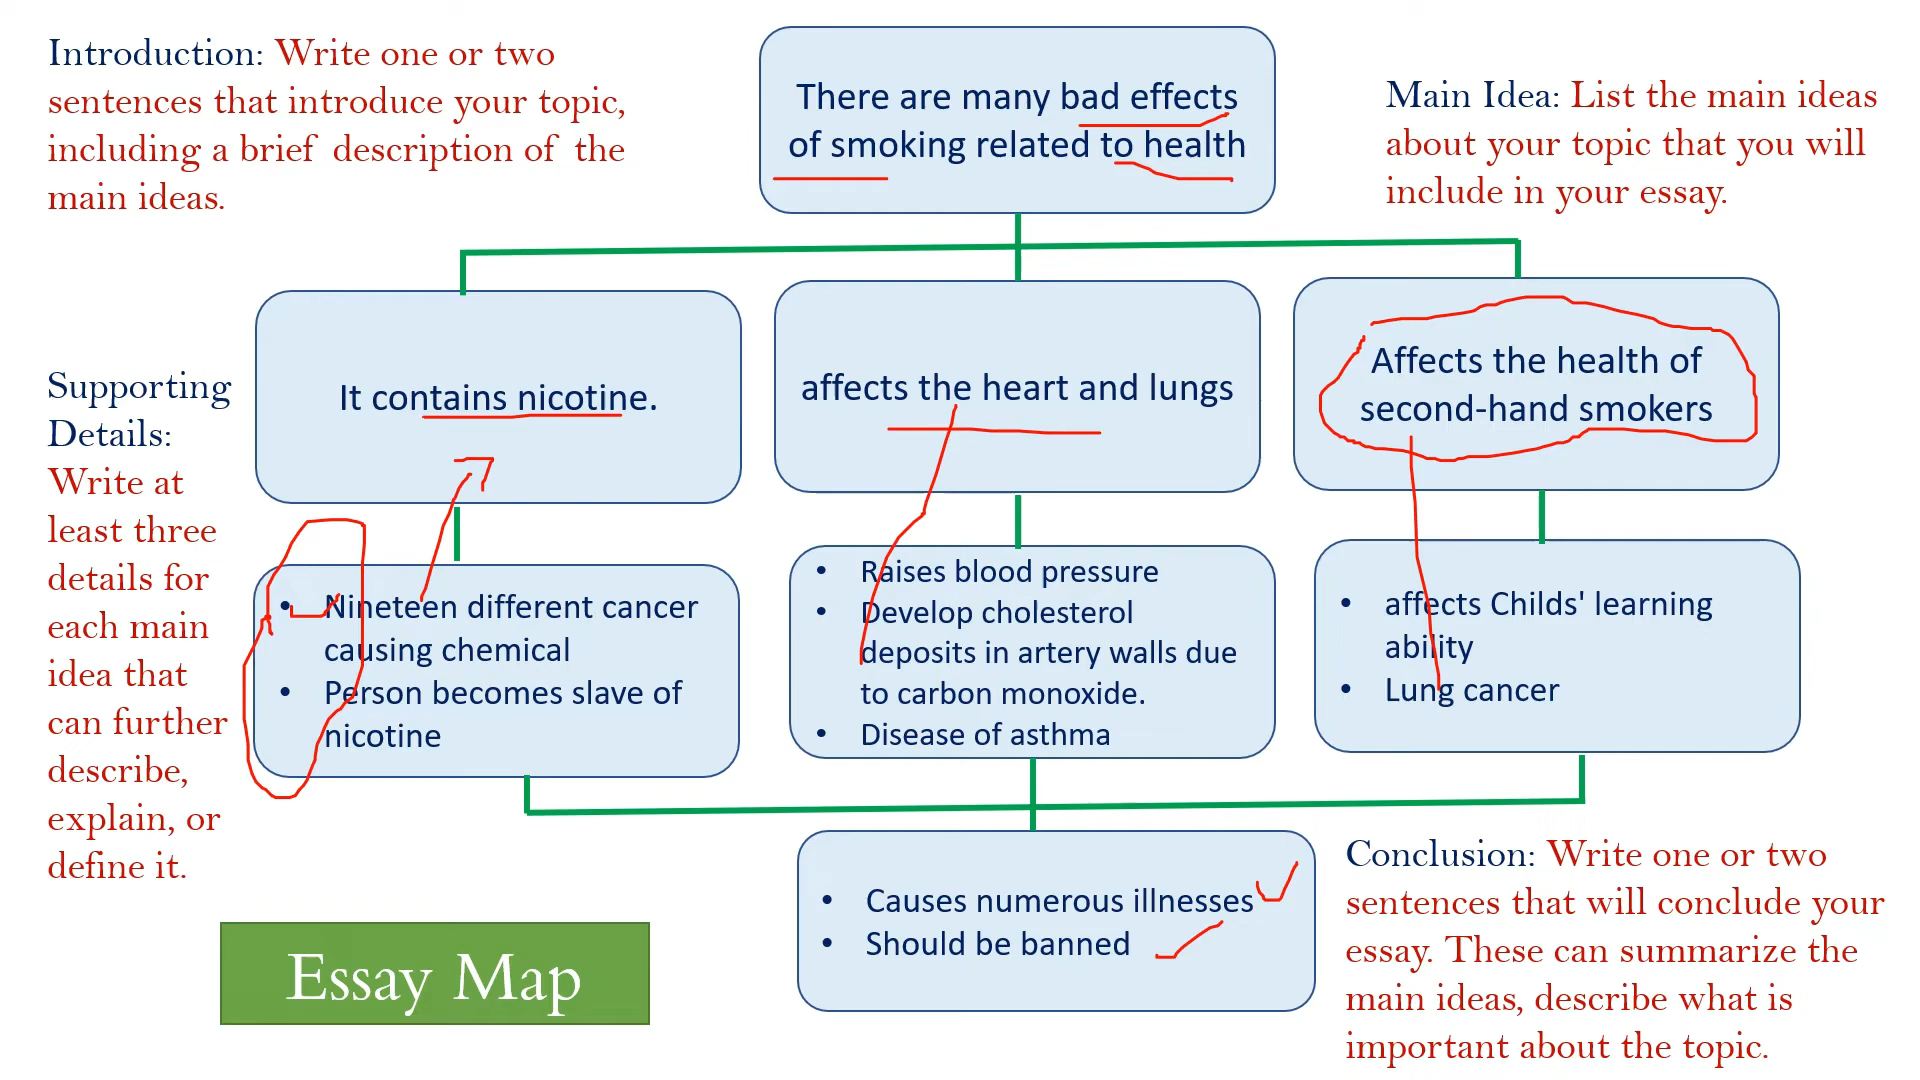 Introduction: Write one or two
sentences that introduce your topic,
including a brief description of the
main ideas.
There are many bad effects
of smoking related to health
Main Idea: List the main ideas
about your topic that you will
include in your essay.
It contains nicotine.
affects the heart and lungs
Affects the health of
second-hand smokers
Supporting
Details:
Write at
least three
details for
each main
idea that
can further
describe,
explain, or
define it.
• Nineteen different cancer
causing chemical
• Person becomes slave of
nicotine
• Raises blood pressure
• Develop cholesterol
deposits in artery walls due
to carbon monoxide.
• Disease of asthma
• affects Childs' learning
ability
• Lung cancer
• Causes numerous illnesses
• Should be banned
Conclusion: Write one or two
sentences that will conclude your
essay. These can summarize the
main ideas, describe what is
important about the topic.
Essay Map